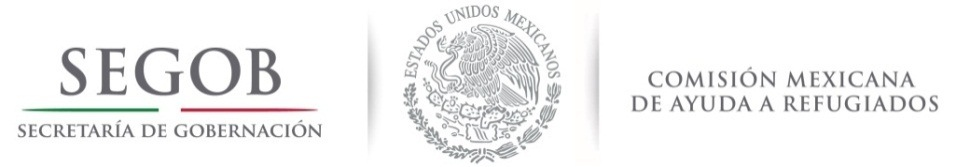 SEGOB
SECRETARÍA DE GOBERNACIÓN
ESTADOS UNIDOS MEXICANOS
COMISIÓN MEXICANA
DE AYUDA A REFUGIADOS